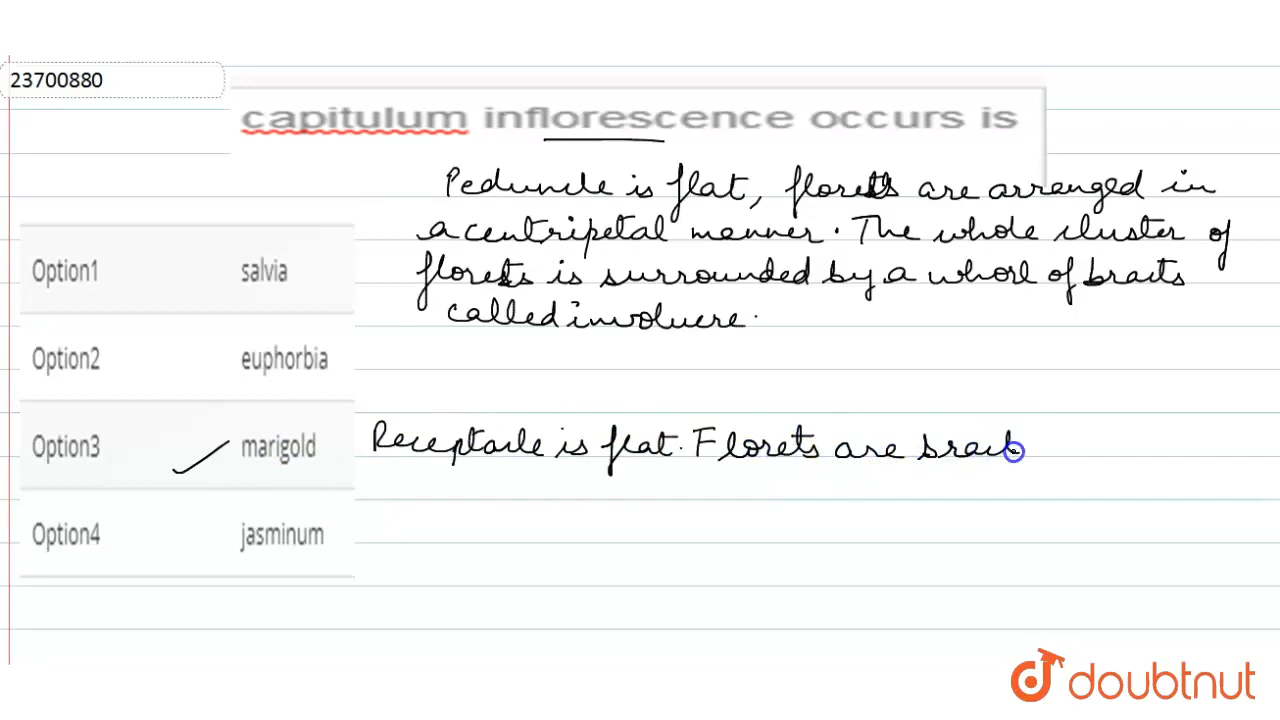 23700880
capitulum inflorescence occurs is
Peduncle is flat, florets are arranged in
a centripetal manner. The whole cluster of
florets is surrounded by a whorl of bracts
called involucre.
Option1 salvia
Option2 euphorbia
Option3 marigold Receptacle is flat. Florets are bract
Option4 jasminum
doubtnut